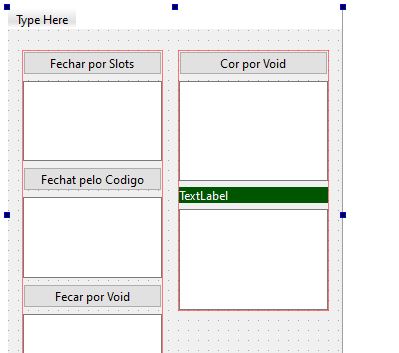 Type Here
Fechar por Slots
Fechat pelo Codigo
Fecar por Void
Cor por Void
TextLabel